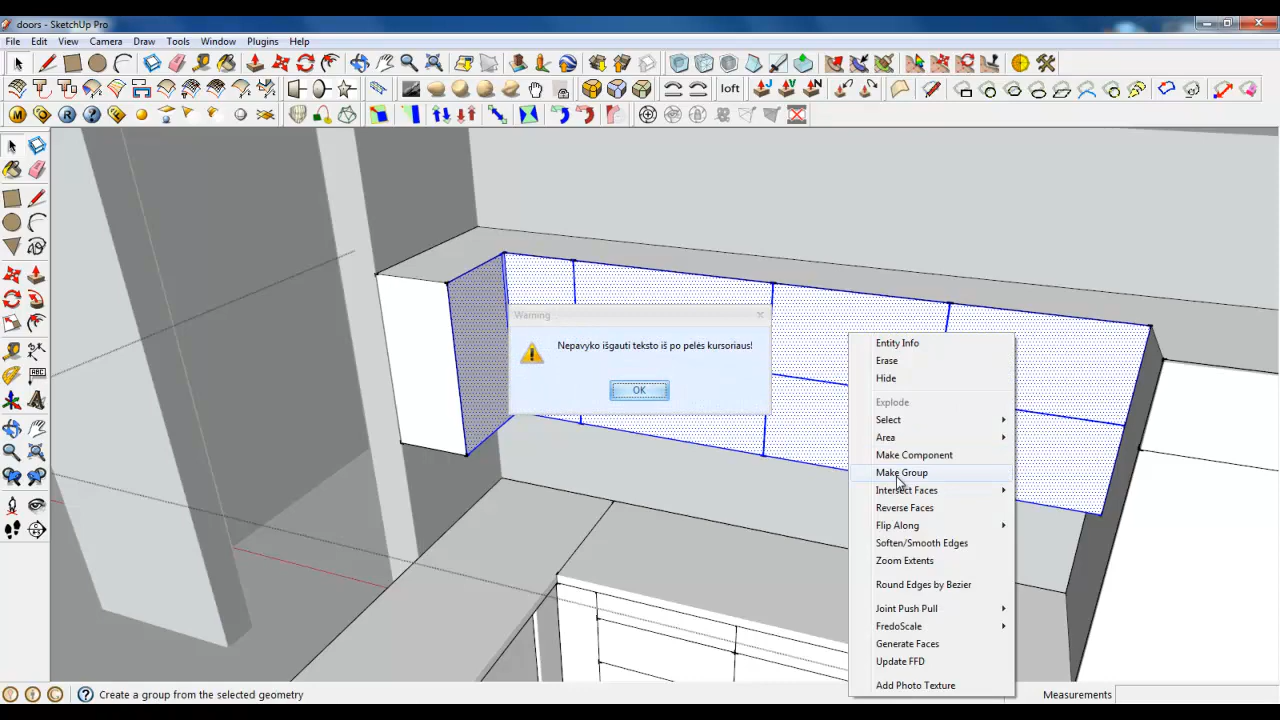 doors - SketchUp Pro
File Edit View Camera Draw Tools Window Plugins Help
loft
M Q R ?
Warning
Nepavyko išgauti teksto iš po pelės kursoriaus!
OK
Entity Info
Erase
Hide
Explode
Select
Area
Make Component
Make Group
Intersect Faces
Reverse Faces
Flip Along
Soften/Smooth Edges
Zoom Extents
Round Edges by Bezier
Joint Push Pull
FredoScale
Generate Faces
Update FFD
Add Photo Texture
Create a group from the selected geometry
Measurements